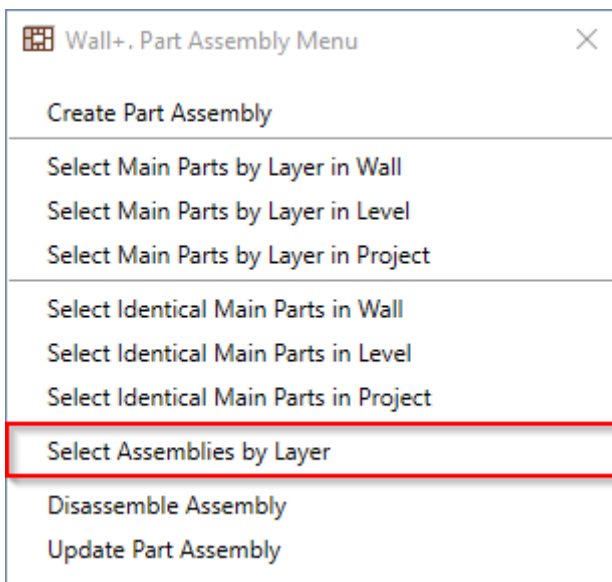 Wall+. Part Assembly Menu
Create Part Assembly
Select Main Parts by Layer in Wall
Select Main Parts by Layer in Level
Select Main Parts by Layer in Project
Select Identical Main Parts in Wall
Select Identical Main Parts in Level
Select Identical Main Parts in Project
Select Assemblies by Layer
Disassemble Assembly
Update Part Assembly